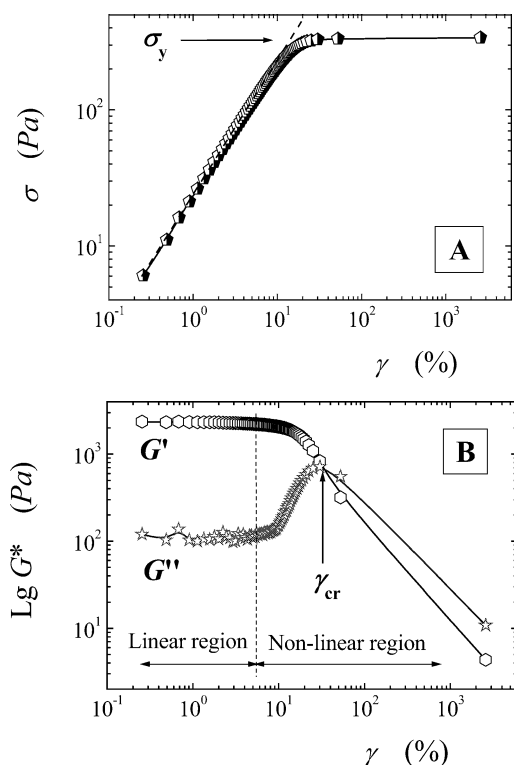 σy
10²
10¹
σ (Pa)
A
10⁻¹ 10⁰ 10¹ 10² 10³
γ (%)
B
10³
G'
10²
G''
γcr
10¹
Lg G* (Pa)
Linear region Non-linear region
10⁻¹ 10⁰ 10¹ 10² 10³
γ (%)